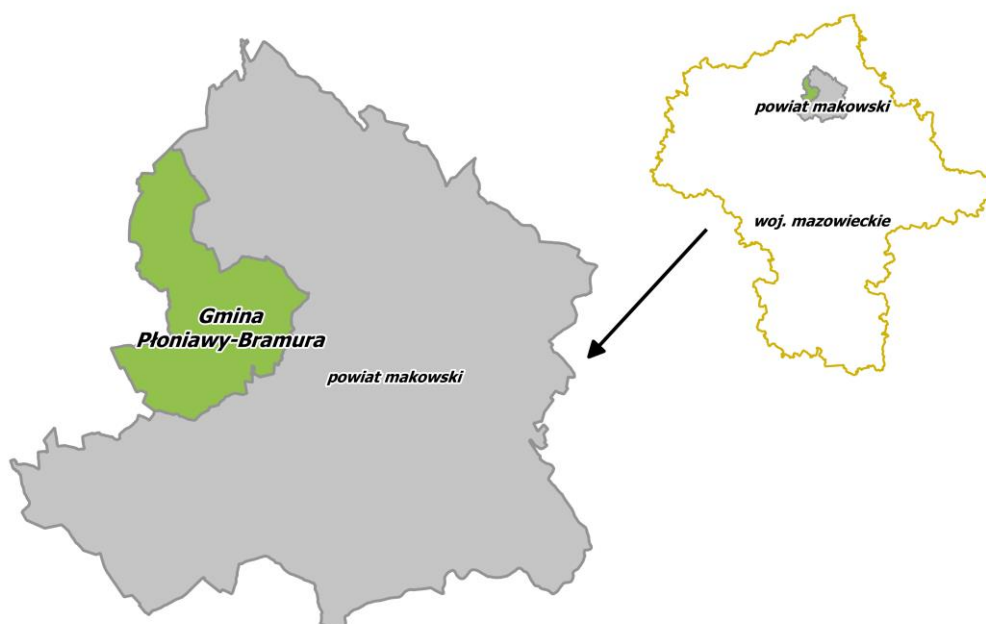 Gmina
Płoniawy-Bramura
powiat makowski
powiat makowski
woj. mazowieckie